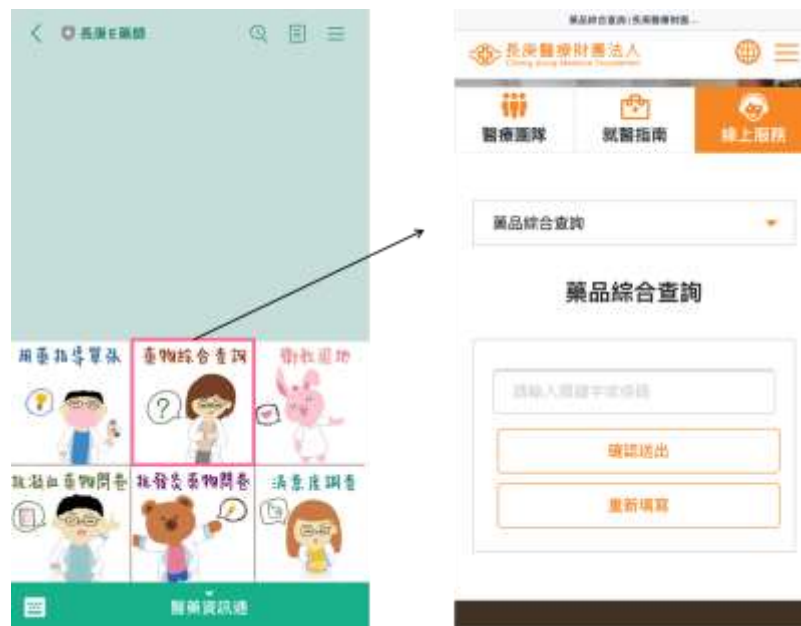 長庚E藥師
用藥指導單張
藥物綜合查詢
衛教園地
抗凝血藥物問卷
抗發炎藥物問卷
滿意度調查
醫藥資訊通
藥品綜合查詢 | 長庚醫療財團...
長庚醫療財團法人
Chang Gung Medical Foundation
醫療團隊
就醫指南
線上服務
藥品綜合查詢
藥品綜合查詢
請輸入關鍵字或條碼
確認送出
重新填寫